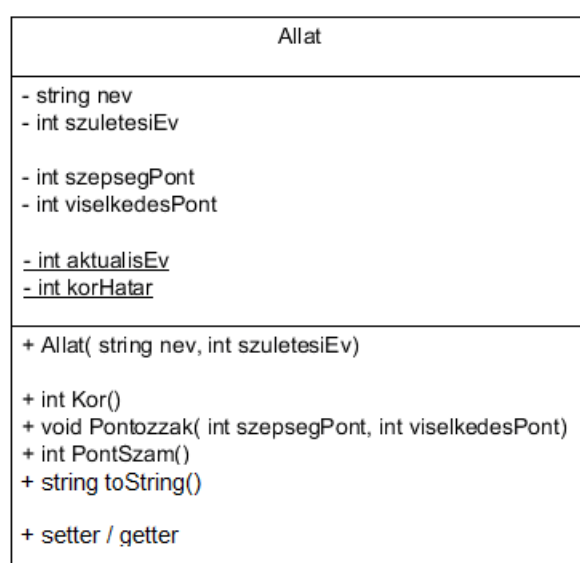 Allat
- string nev
- int szuletesiEv
- int szepsegPont
- int viselkedesPont
- int aktualisEv
- int korHatar
+ Allat( string nev, int szuletesiEv)
+ int Kor()
+ void Pontozzak( int szepsegPont, int viselkedesPont)
+ int PontSzam()
+ string toString()
+ setter / getter